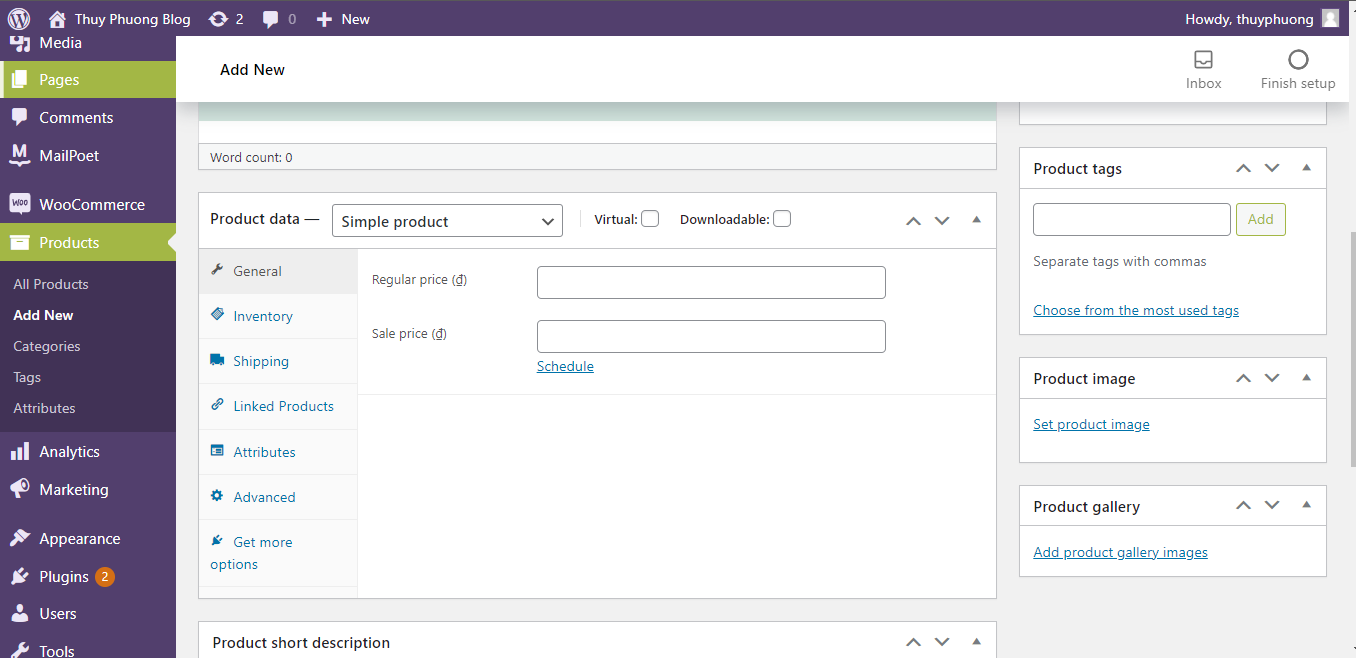 Thuy Phuong Blog
2
0
New
Howdy, thuyphuong
Media
Pages
Comments
MailPoet
WooCommerce
Products
All Products
Add New
Categories
Tags
Attributes
Analytics
Marketing
Appearance
Plugins 2
Users
Tools
Add New
Inbox
Finish setup
Word count: 0
Product data —
Simple product
Virtual:
Downloadable:
General
Inventory
Shipping
Linked Products
Attributes
Advanced
Get more
options
Regular price (₫)
Sale price (₫)
Schedule
Product short description
Product tags
Add
Separate tags with commas
Choose from the most used tags
Product image
Set product image
Product gallery
Add product gallery images